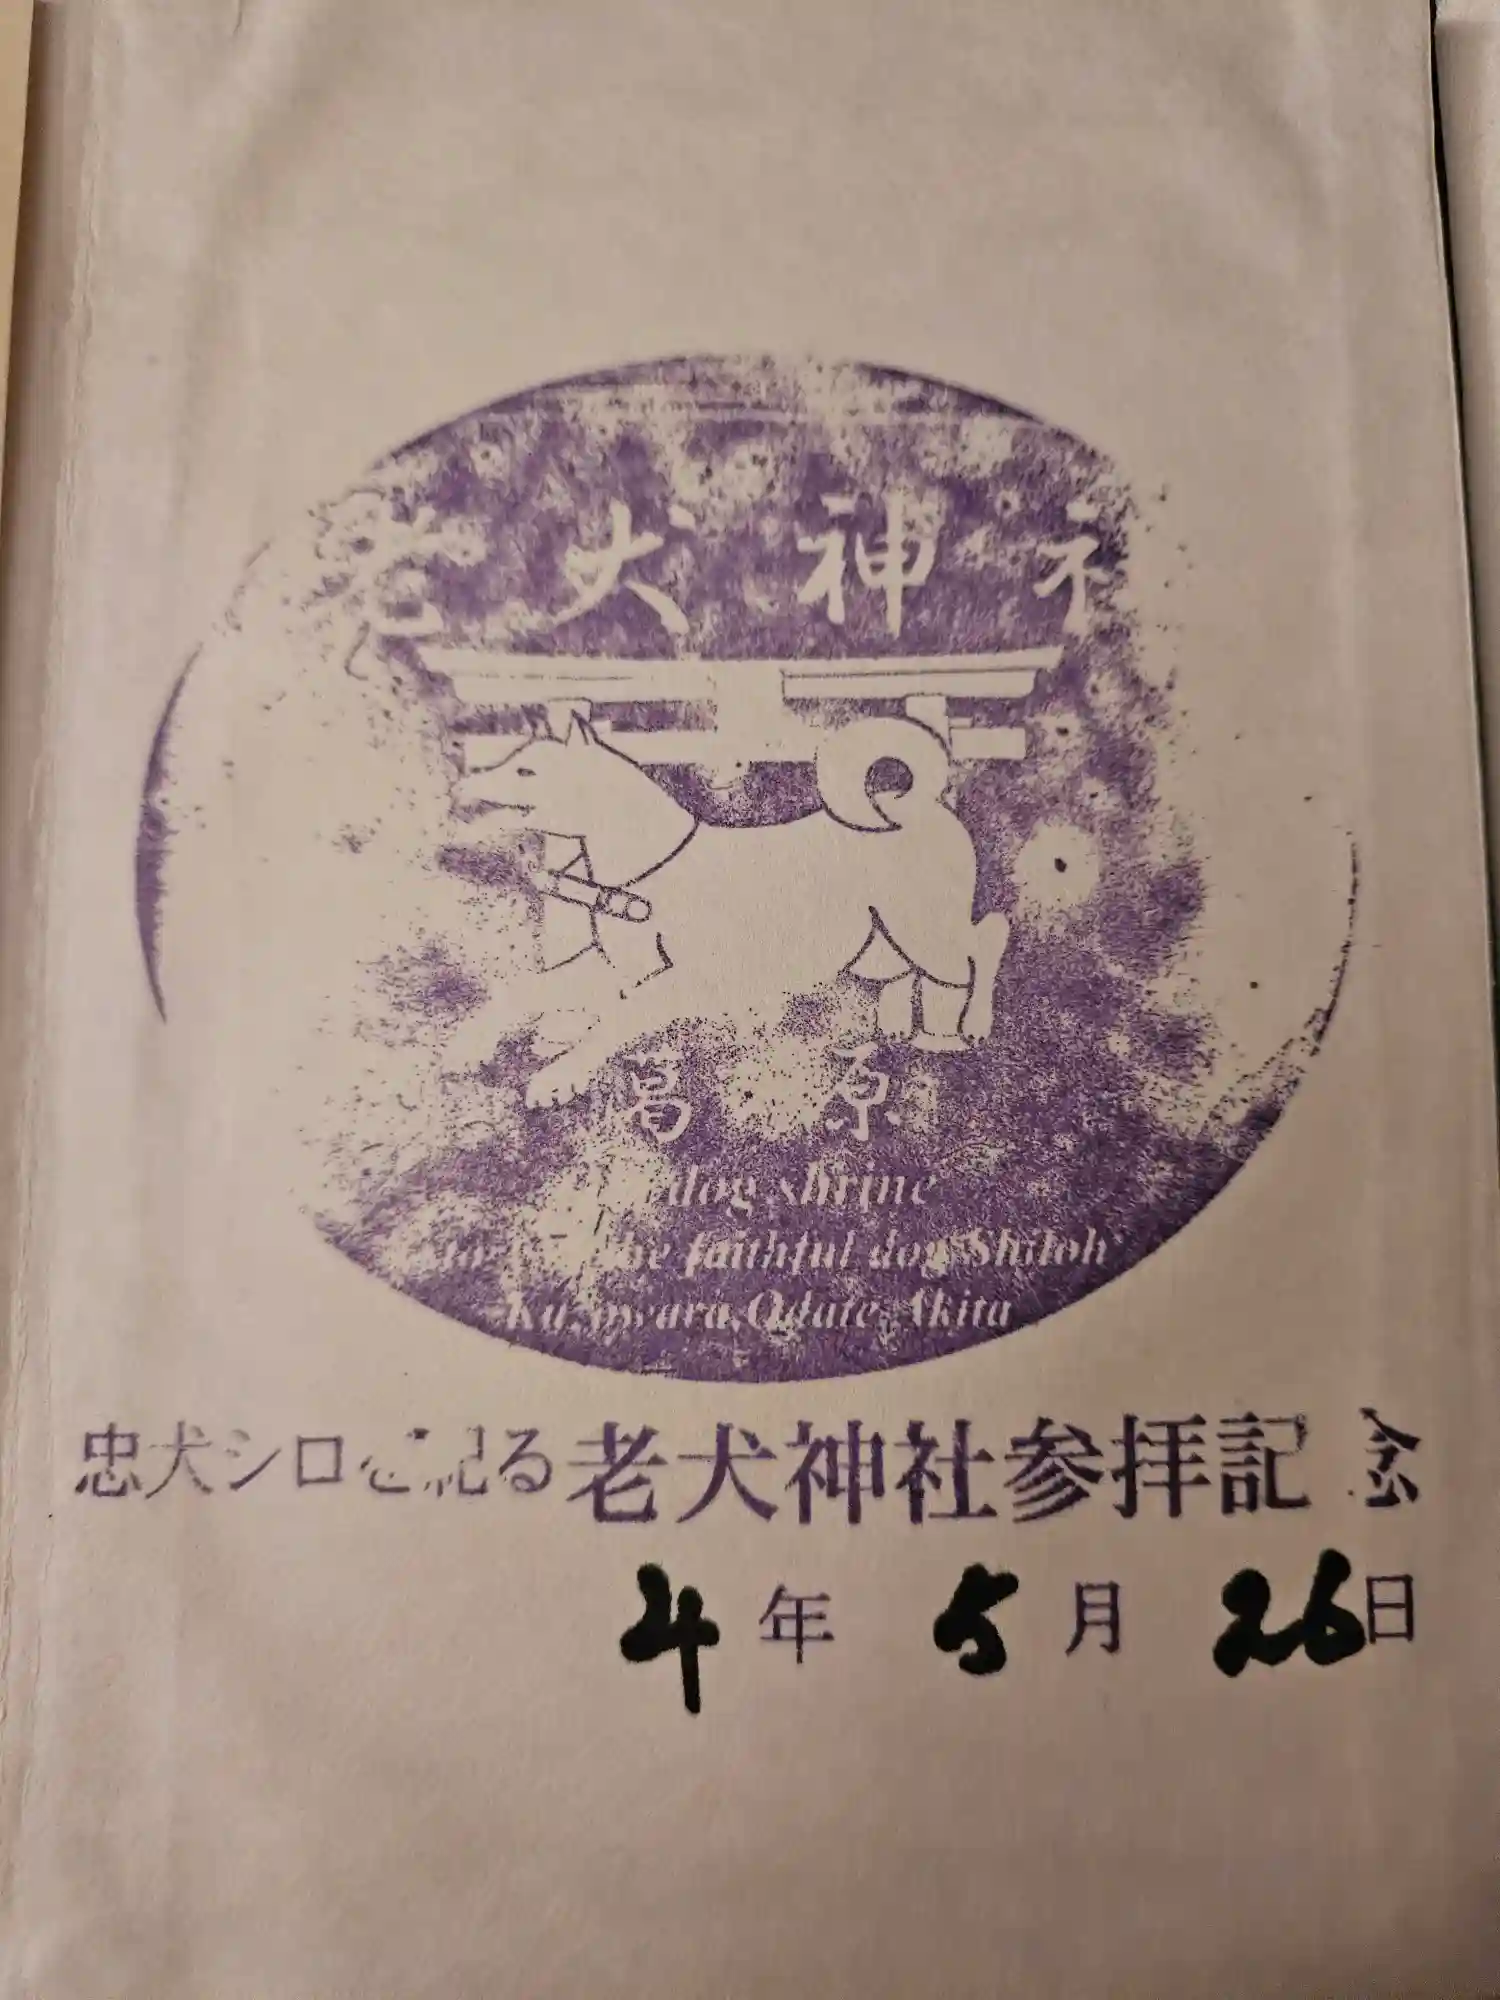 老犬神社
葛原
dog shrine
the faithful dog Shiloh
Odate, Akita
忠犬シロを祀る老犬神社参拝記念
4年 5月 26日